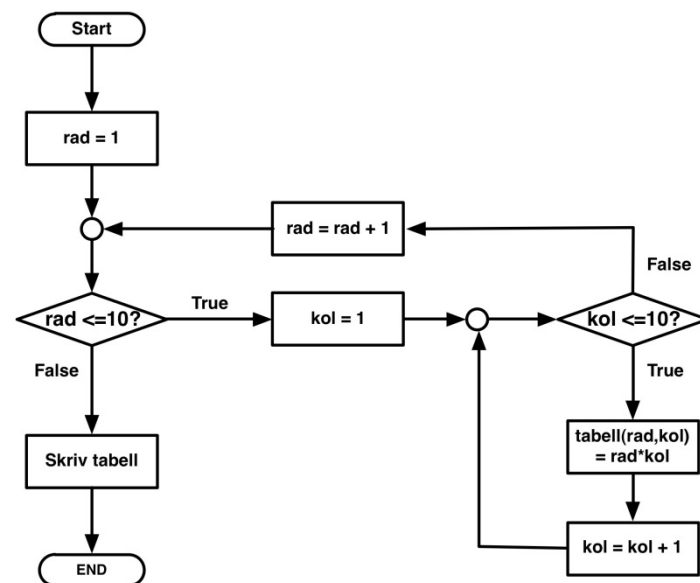 Start
rad = 1
rad = rad + 1
False
rad <=10?
True
kol = 1
kol <=10?
False
True
Skriv tabell
tabell(rad,kol)
= rad*kol
kol = kol + 1
END